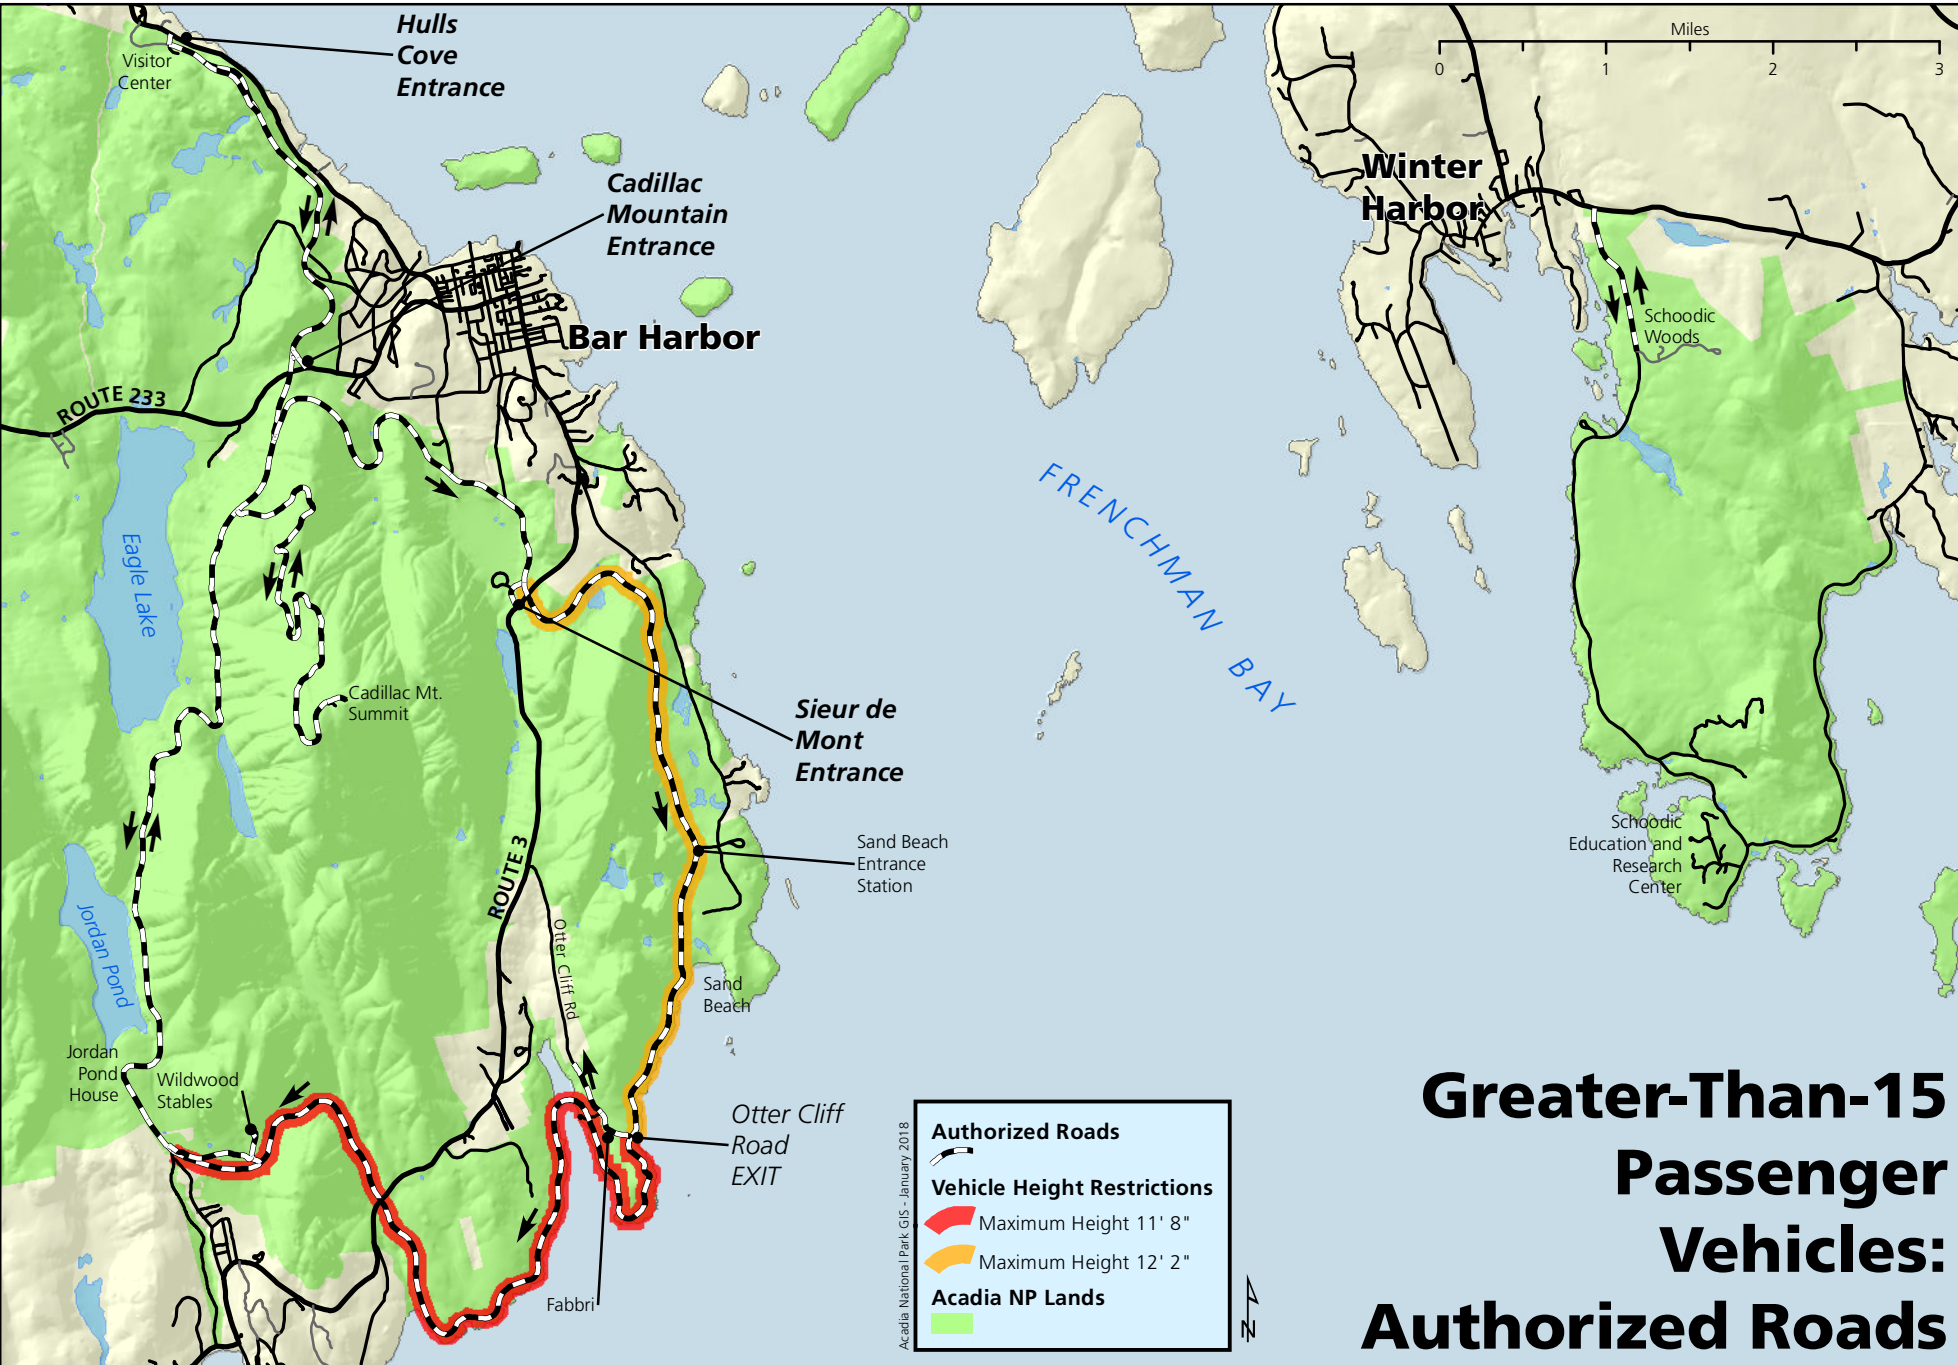 Hulls
Cove
Entrance
Visitor
Center
Miles
0
1
2
3
Cadillac
Mountain
Entrance
Winter
Harbor
Bar Harbor
Schoodic
Woods
ROUTE 233
Eagle Lake
FRENCHMAN BAY
Cadillac Mt.
Summit
Sieur de
Mont
Entrance
Sand Beach
Entrance
Station
Schoodic
Education and
Research
Center
ROUTE 3
Otter Cliff Rd
Jordan Pond
Sand
Beach
Jordan
Pond
House
Wildwood
Stables
Otter Cliff
Road
EXIT
Fabbri
Acadia National Park GIS - January 2018
Authorized Roads
Vehicle Height Restrictions
Maximum Height 11' 8"
Maximum Height 12' 2"
Acadia NP Lands
N
Greater-Than-15
Passenger
Vehicles:
Authorized Roads